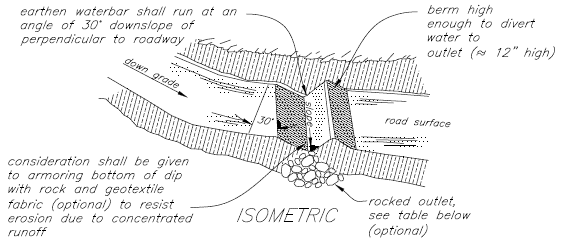 earthen waterbar shall run at an
angle of 30° downslope of
perpendicular to roadway
berm high
enough to divert
water to
outlet (≈ 12" high)
down grade
30°
road surface
consideration shall be given
to armoring bottom of dip
with rock and geotextile
fabric (optional) to resist
erosion due to concentrated
runoff
ISOMETRIC
rocked outlet,
see table below
(optional)